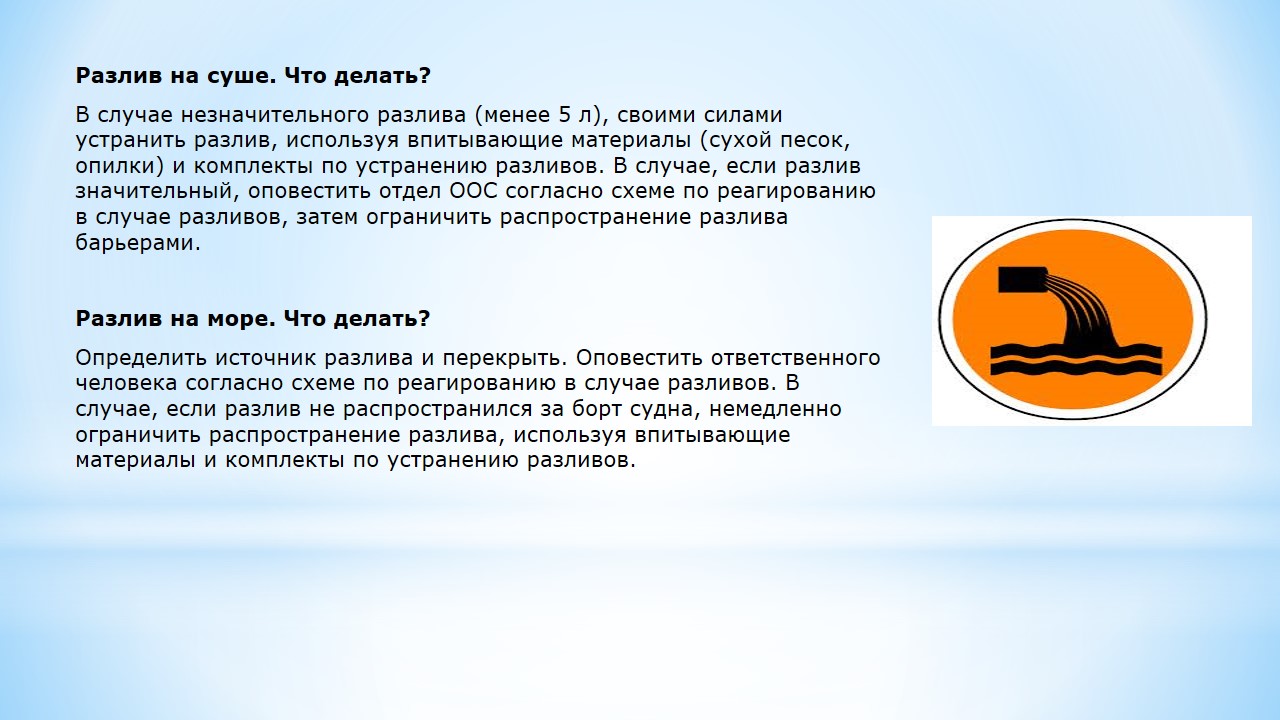 Разлив на суше. Что делать?
В случае незначительного разлива (менее 5 л), своими силами
устранить разлив, используя впитывающие материалы (сухой песок,
опилки) и комплекты по устранению разливов. В случае, если разлив
значительный, оповестить отдел ООС согласно схеме по реагированию
в случае разливов, затем ограничить распространение разлива
барьерами.
Разлив на море. Что делать?
Определить источник разлива и перекрыть. Оповестить ответственного
человека согласно схеме по реагированию в случае разливов. В
случае, если разлив не распространился за борт судна, немедленно
ограничить распространение разлива, используя впитывающие
материалы и комплекты по устранению разливов.